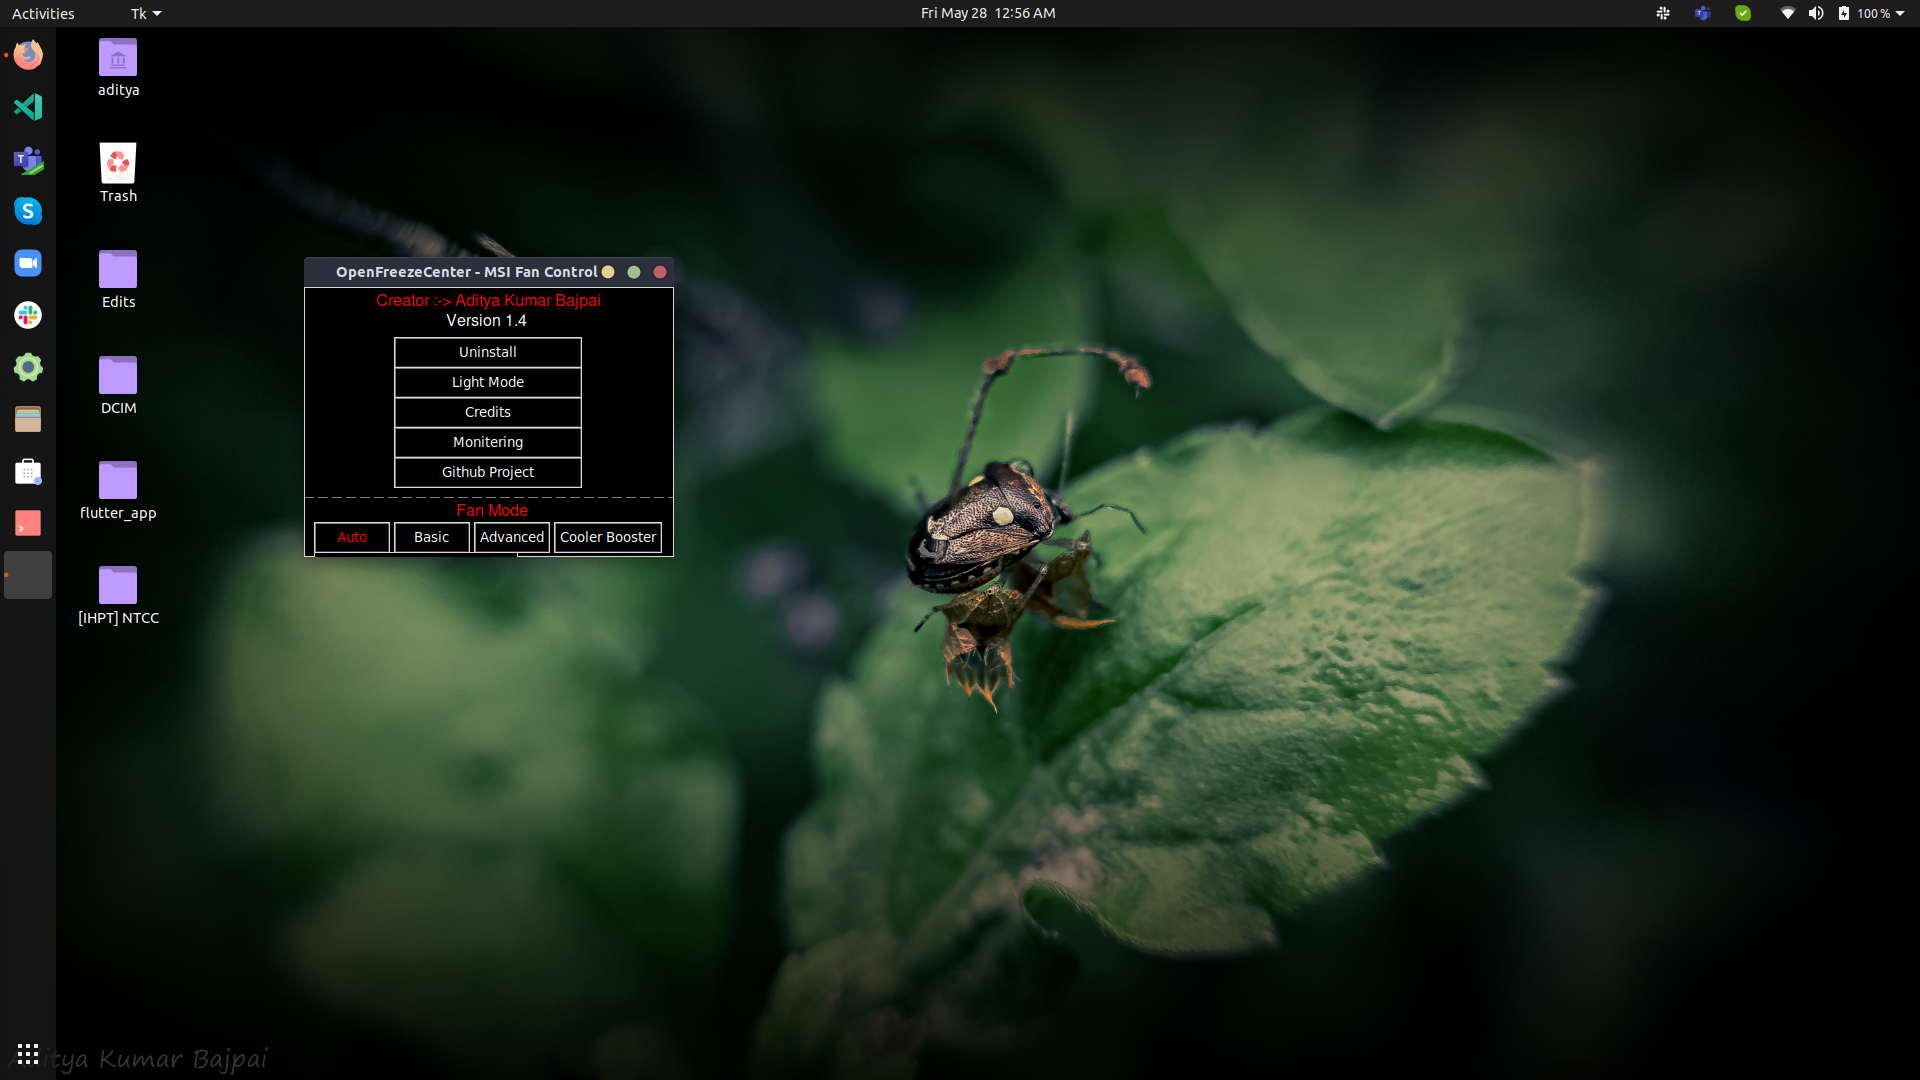 Activities
Tk
Fri May 28 12:56 AM
100 %
aditya
Trash
Edits
DCIM
flutter_app
[IHPT] NTCC
OpenFreezeCenter - MSI Fan Control
Creator :-> Aditya Kumar Bajpai
Version 1.4
Uninstall
Light Mode
Credits
Monitering
Github Project
Fan Mode
Auto
Basic
Advanced
Cooler Booster
Aditya Kumar Bajpai